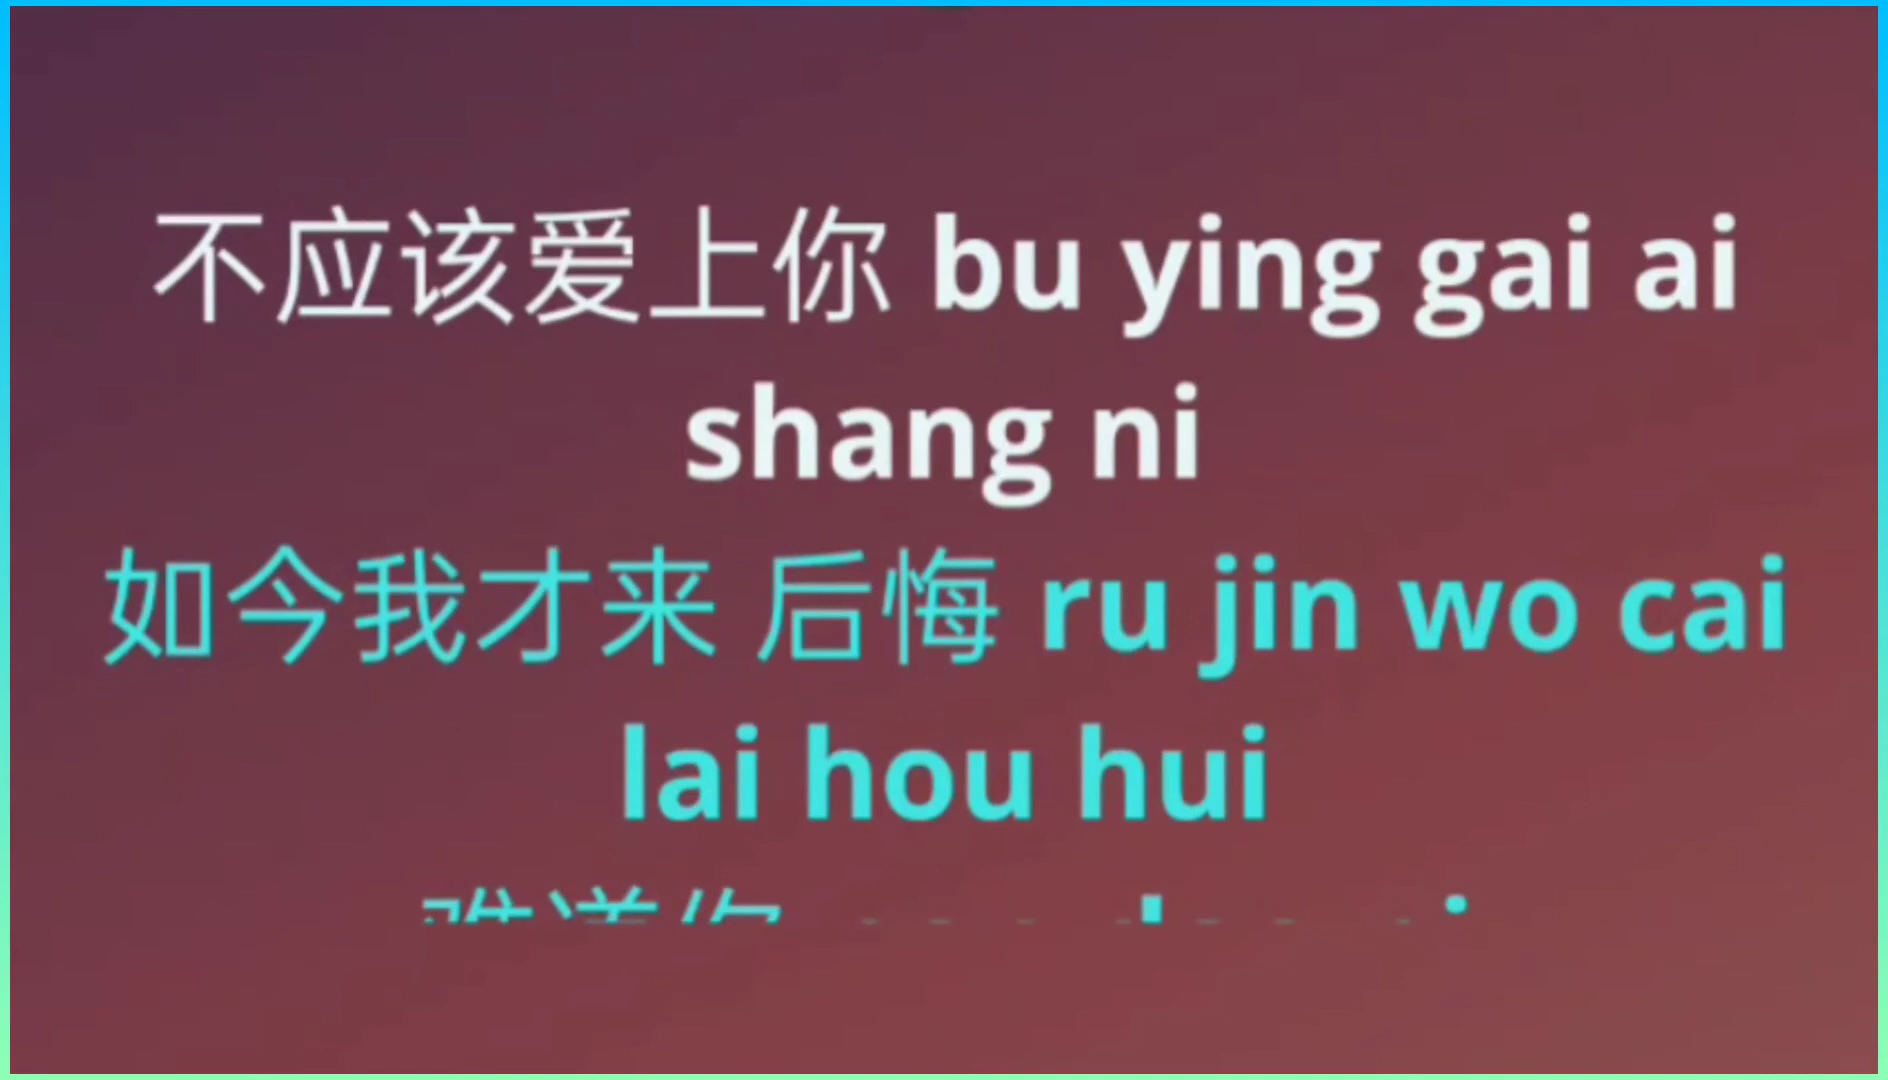 不应该爱上你 bu ying gai ai
shang ni
如今我才来 后悔 ru jin wo cai
lai hou hui